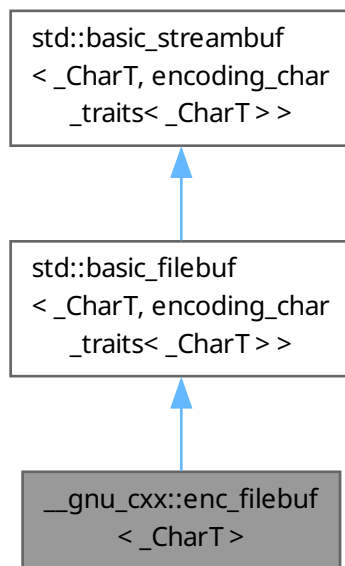 std::basic_streambuf
< _CharT, encoding_char
_traits< _CharT > >
std::basic_filebuf
< _CharT, encoding_char
_traits< _CharT > >
__gnu_cxx::enc_filebuf
< _CharT >